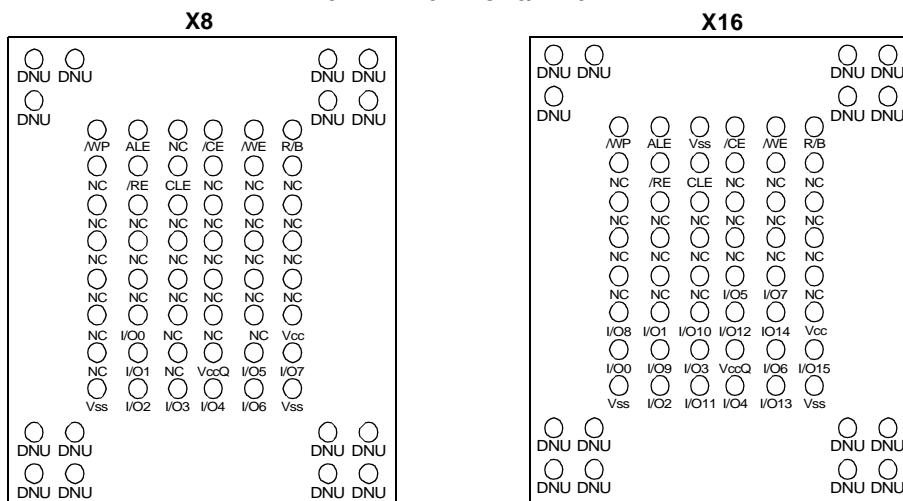 X8
DNU DNU DNU DNU
DNU DNU DNU
/WP ALE NC /CE /WE R/B
NC /RE CLE NC NC NC
NC NC NC NC NC NC
NC NC NC NC NC NC
NC NC NC NC NC NC
NC I/O0 NC NC NC Vcc
NC I/O1 NC VccQ I/O5 I/O7
Vss I/O2 I/O3 I/O4 I/O6 Vss
DNU DNU DNU DNU
DNU DNU DNU DNU
X16
DNU DNU DNU DNU
DNU DNU DNU
/WP ALE Vss /CE /WE R/B
NC /RE CLE NC NC NC
NC NC NC NC NC NC
NC NC NC NC NC NC
NC NC NC I/O5 I/O7 NC
I/O8 I/O1 I/O10 I/O12 IO14 Vcc
I/O0 I/O9 I/O3 VccQ I/O6 I/O15
Vss I/O2 I/O11 I/O4 I/O13 Vss
DNU DNU DNU DNU
DNU DNU DNU DNU